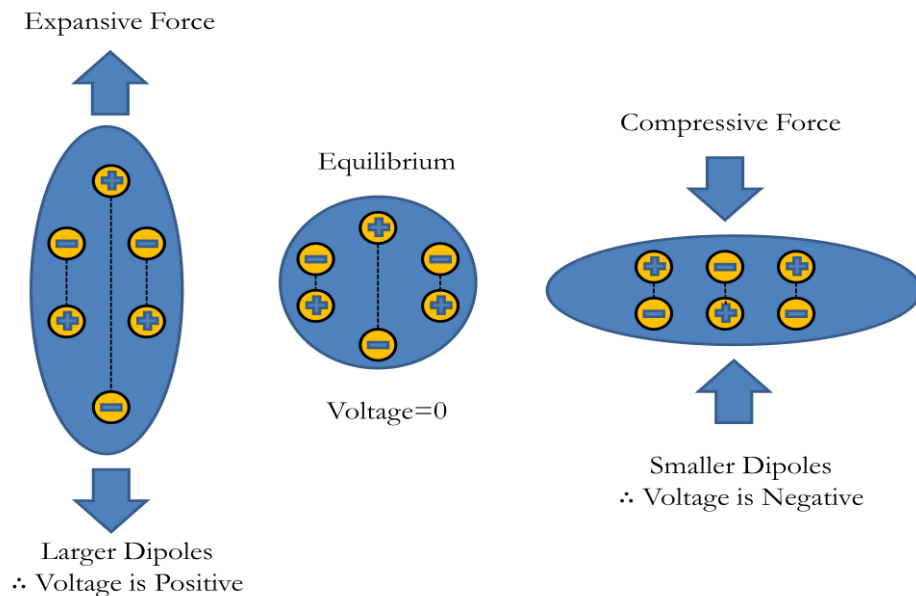 Expansive Force
Larger Dipoles
∴ Voltage is Positive
Equilibrium
Voltage=0
Compressive Force
Smaller Dipoles
∴ Voltage is Negative